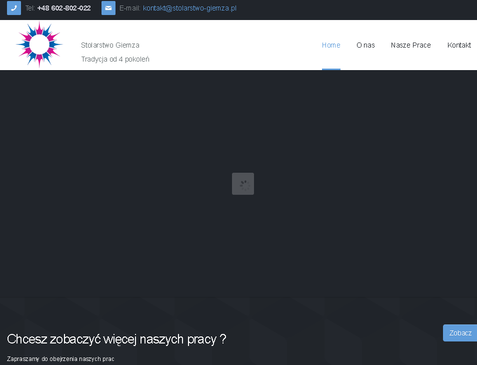 Tel: +48 602-802-022 E-mail: kontakt@stolarstwo-giemza.pl
Stolarstwo Giemza
Tradycja od 4 pokoleń
Home O nas Nasze Prace Kontakt
Chcesz zobaczyć więcej naszych pracy ?
Zobacz
Zapraszamy do obejrzenia naszych prac